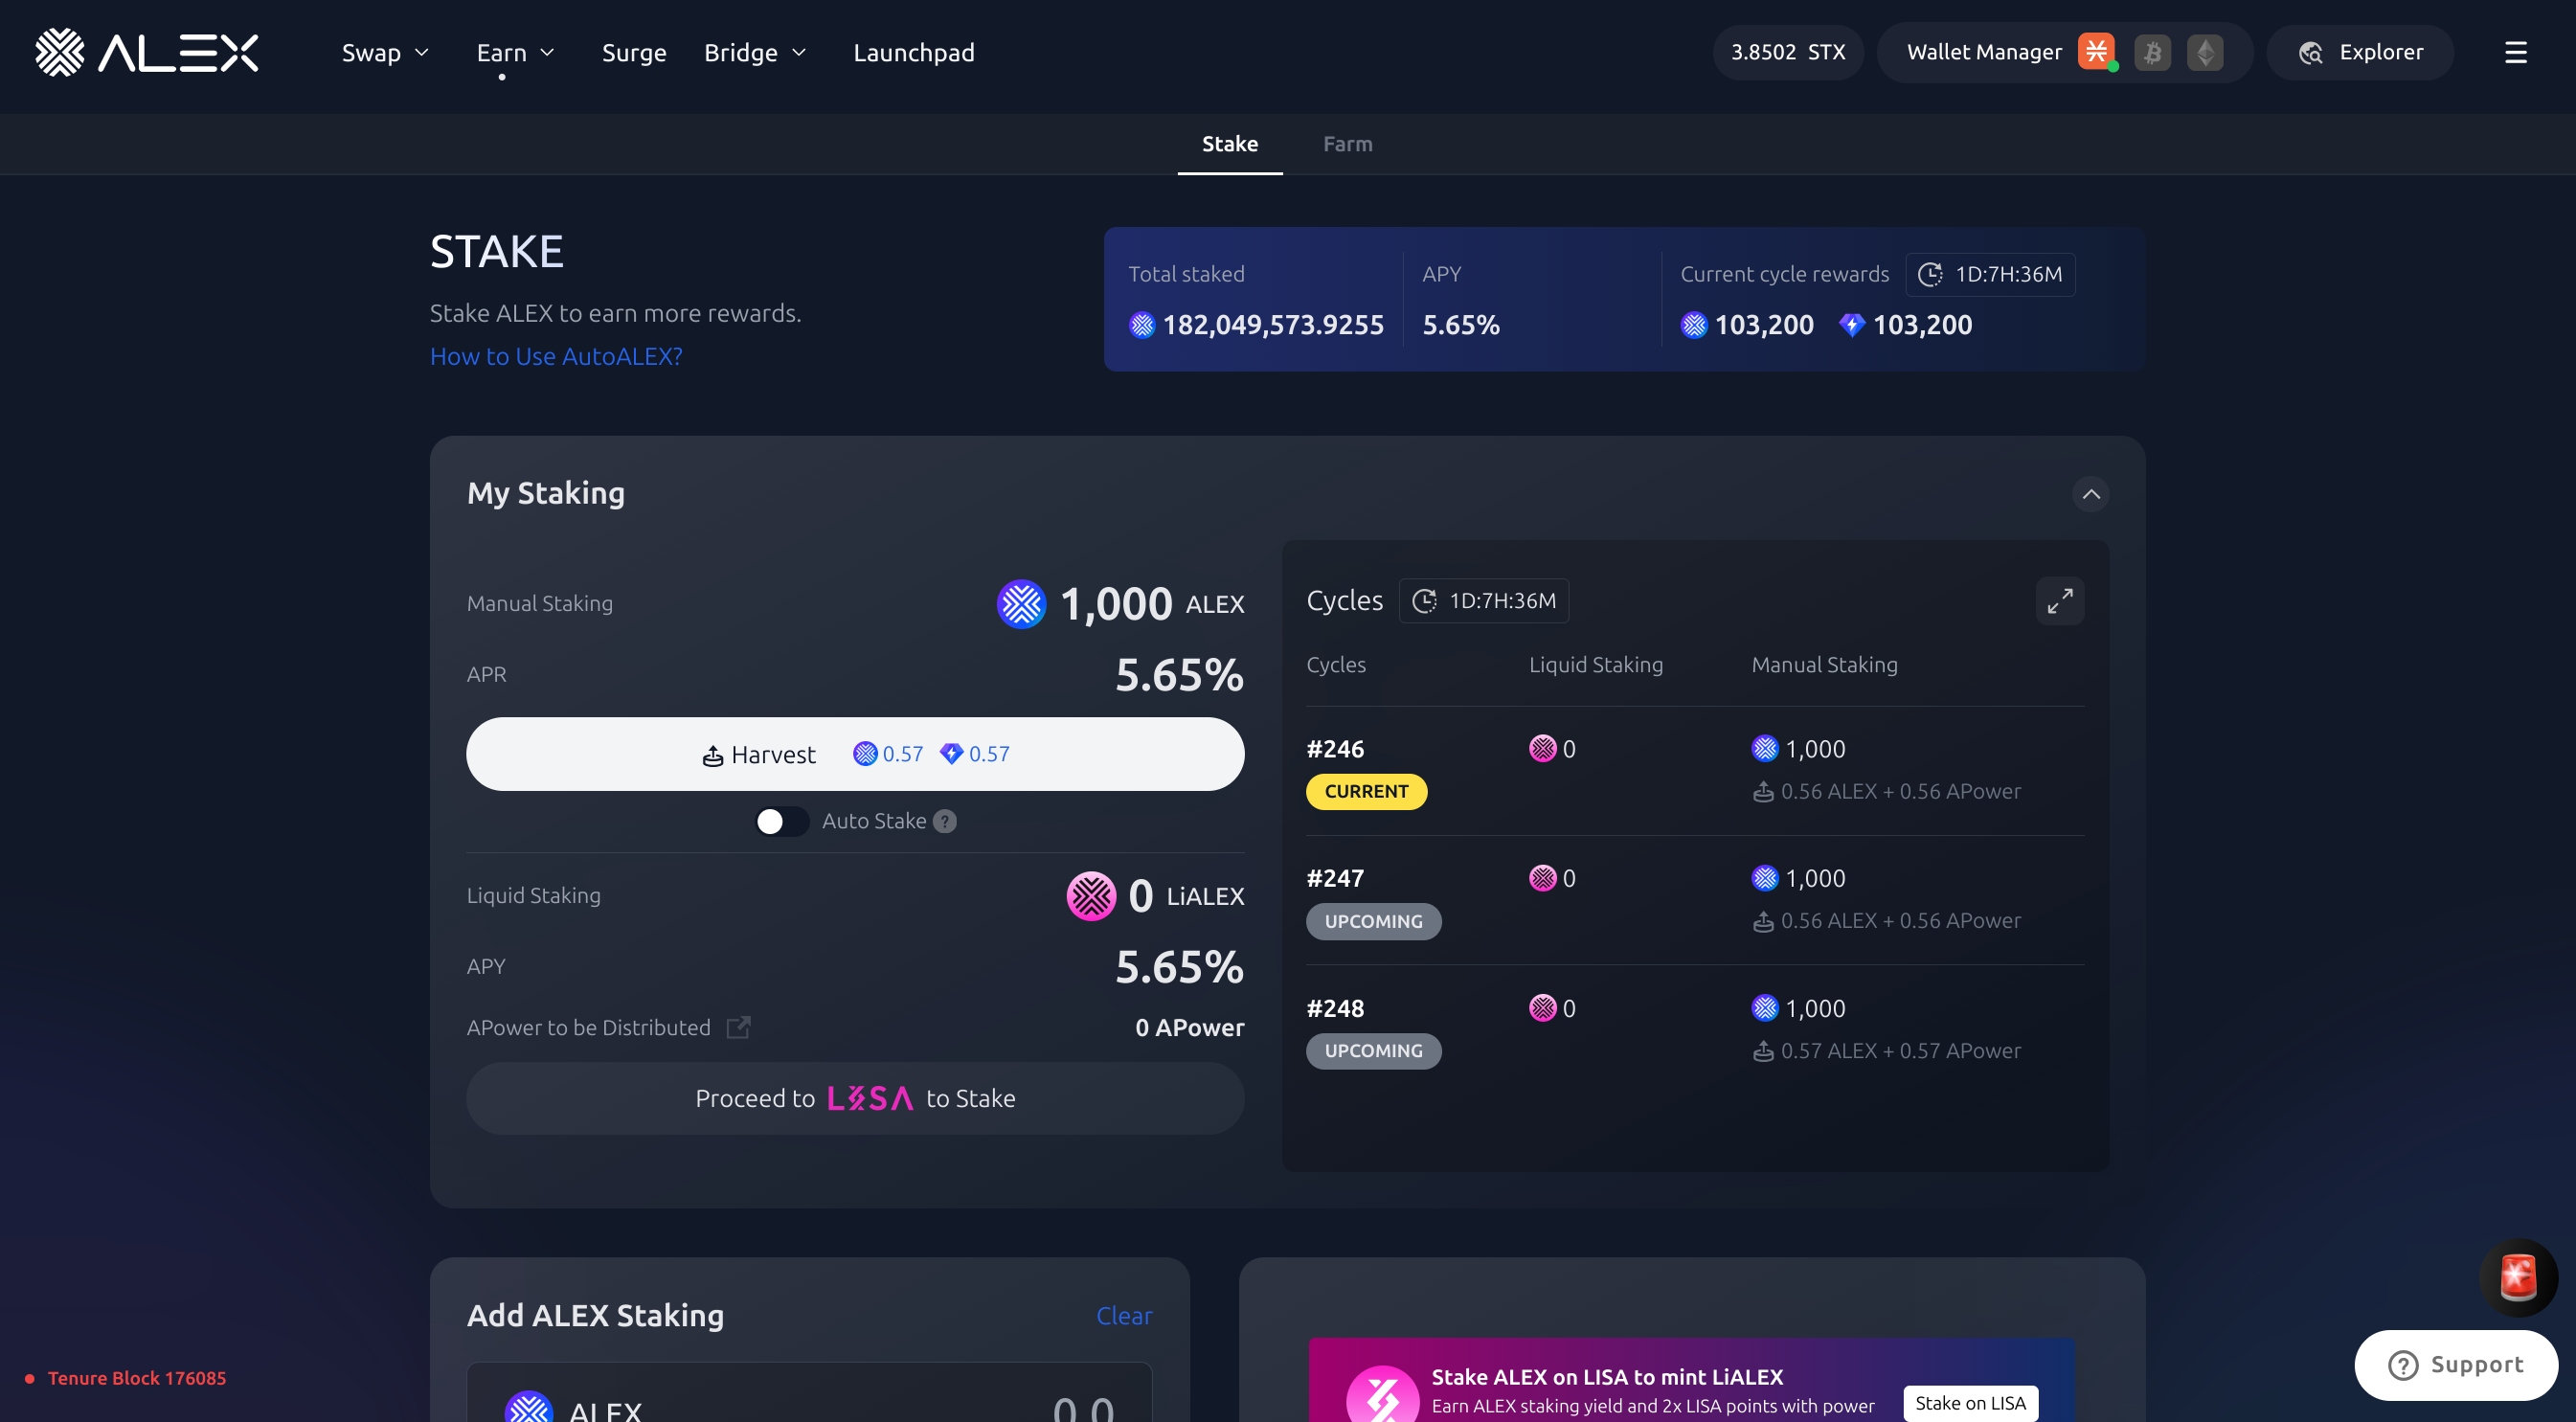 ALEX
Swap
Earn
Surge
Bridge
Launchpad
3.8502 STX
Wallet Manager
Explorer
Stake
Farm
STAKE
Stake ALEX to earn more rewards.
How to Use AutoALEX?
Total staked
182,049,573.9255
APY
5.65%
Current cycle rewards
1D:7H:36M
103,200
103,200
My Staking
Manual Staking
1,000 ALEX
APR
5.65%
Harvest 0.57 0.57
Auto Stake ?
Liquid Staking
0 LiALEX
APY
5.65%
APower to be Distributed
0 APower
Proceed to LISA to Stake
Cycles 1D:7H:36M
Cycles Liquid Staking Manual Staking
#246 0 1,000
CURRENT 0.56 ALEX + 0.56 APower
#247 0 1,000
UPCOMING 0.56 ALEX + 0.56 APower
#248 0 1,000
UPCOMING 0.57 ALEX + 0.57 APower
Add ALEX Staking
Clear
ALEX
0.0
Stake ALEX on LISA to mint LiALEX
Earn ALEX staking yield and 2x LISA points with power
Stake on LISA
Tenure Block 176085
? Support